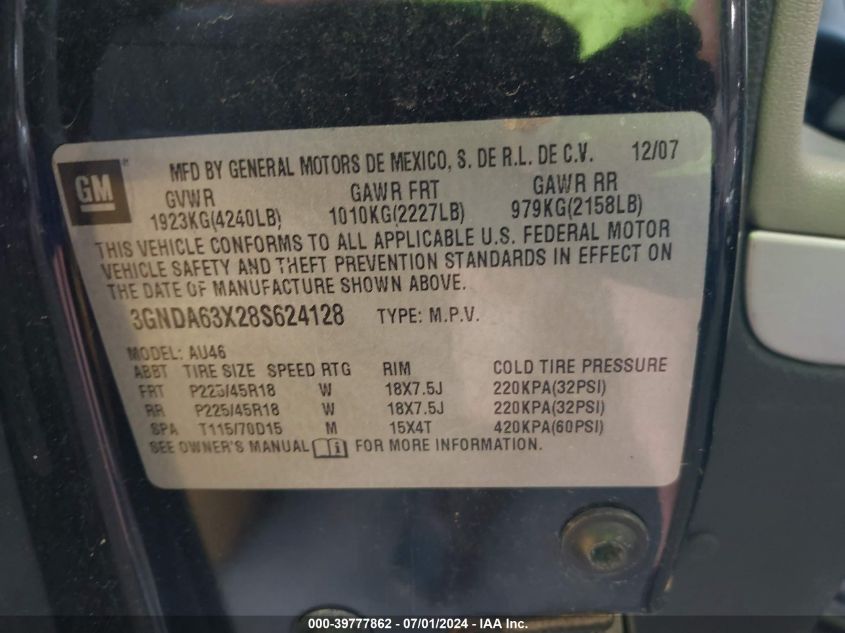 GM ® MFD BY GENERAL MOTORS DE MEXICO, S. DE R.L. DE C.V. 12/07
GVWR GAWR FRT GAWR RR
1923KG(4240LB) 1010KG(2227LB) 979KG(2158LB)
THIS VEHICLE CONFORMS TO ALL APPLICABLE U.S. FEDERAL MOTOR
VEHICLE SAFETY AND THEFT PREVENTION STANDARDS IN EFFECT ON
THE DATE OF MANUFACTURE SHOWN ABOVE.
3GNDA63X28S624128 TYPE: M.P.V.
MODEL: AU46
ABBT TIRE SIZE SPEED RTG RIM COLD TIRE PRESSURE
FRT P225/45R18 W 18X7.5J 220KPA(32PSI)
RR P225/45R18 W 18X7.5J 220KPA(32PSI)
SPA T115/70D15 M 15X4T 420KPA(60PSI)
SEE OWNER'S MANUAL i FOR MORE INFORMATION.
000-39777862 - 07/01/2024 - IAA Inc.